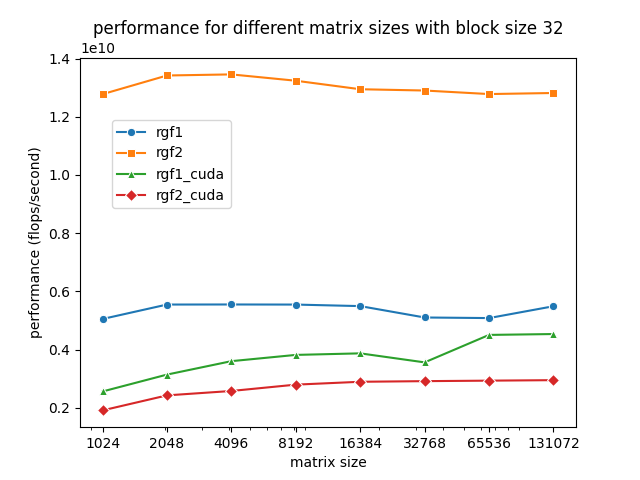 performance for different matrix sizes with block size 32
1e10
1.4
1.2
1.0
0.8
0.6
0.4
0.2
performance (flops/second)
rgf1
rgf2
rgf1_cuda
rgf2_cuda
1024 2048 4096 8192 16384 32768 65536 131072
matrix size